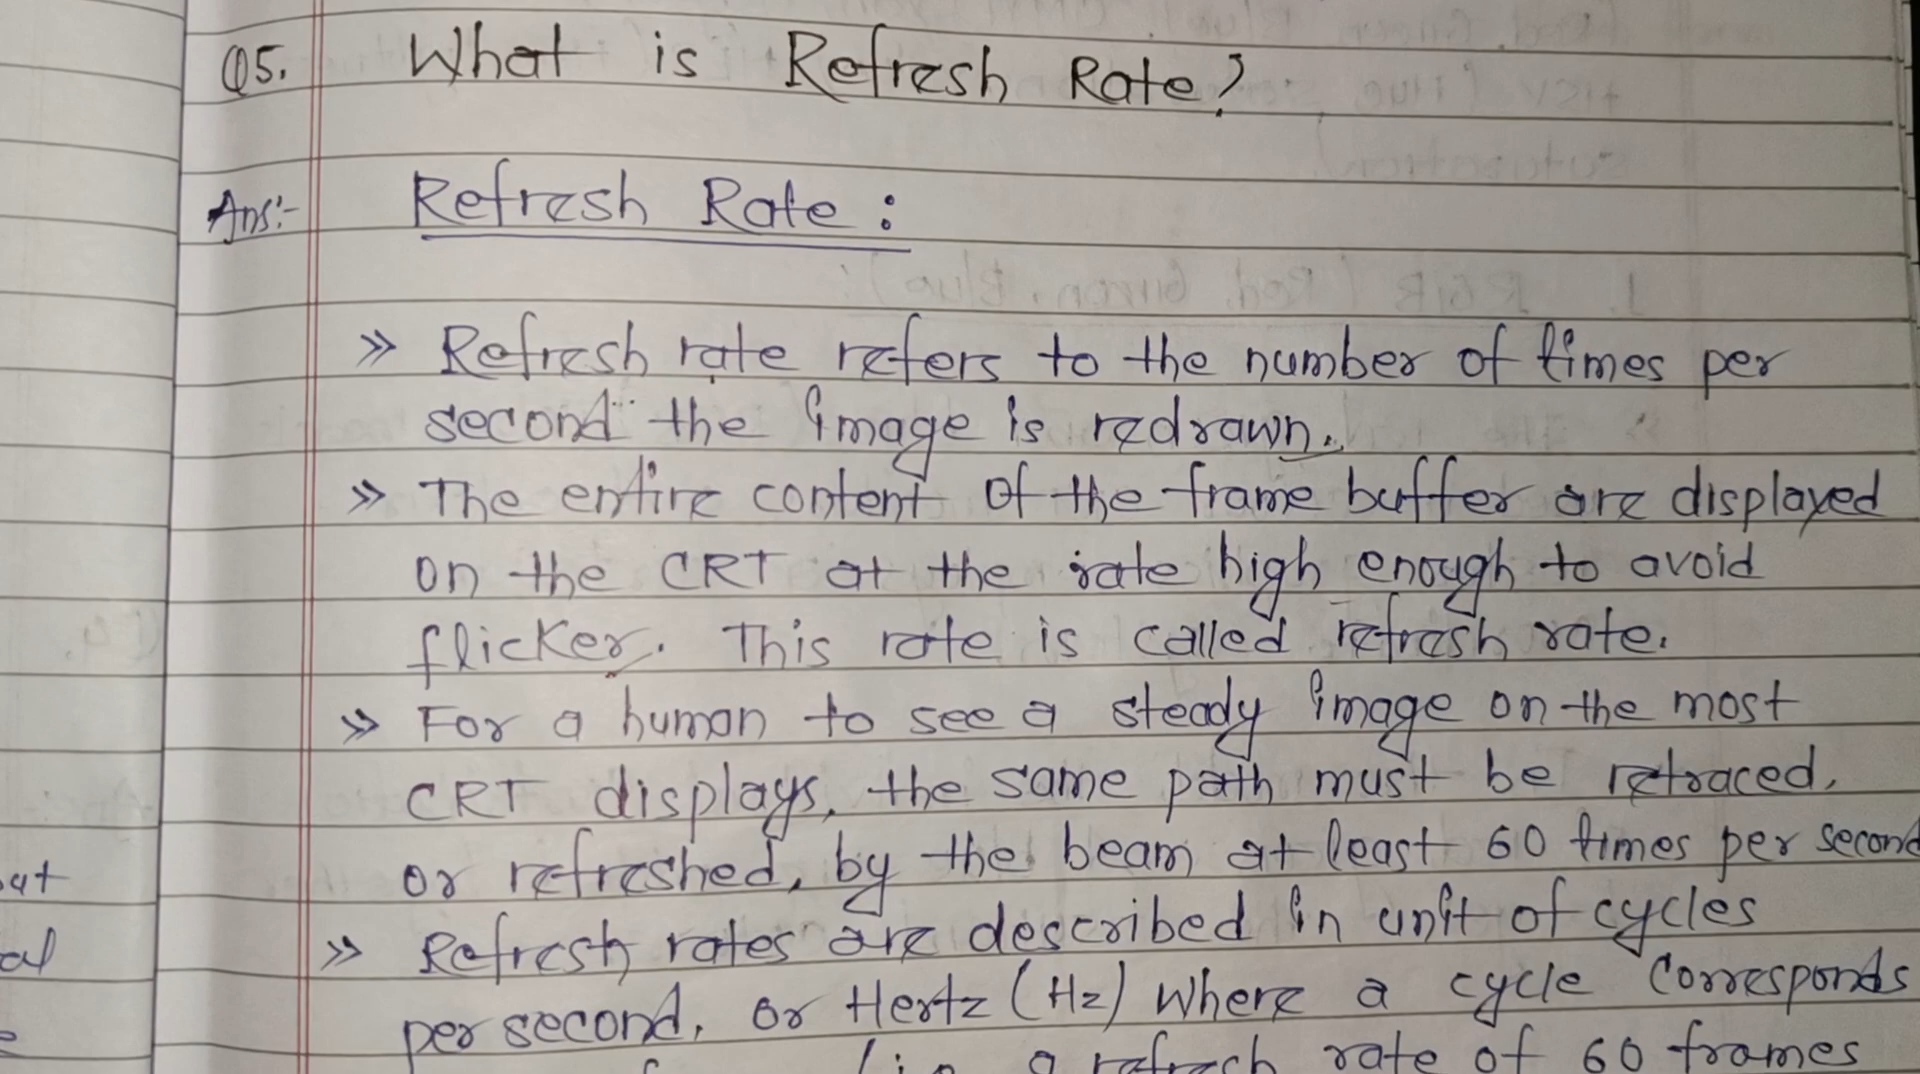 Q5. What is Refresh Rate?
Ans:- Refresh Rate :
>> Refresh rate refers to the number of times per
second the image is redrawn.
>> The entire content of the frame buffer are displayed
on the CRT at the rate high enough to avoid
flicker. This rate is called refresh rate.
>> For a human to see a steady image on the most
CRT displays, the same path must be retraced,
or refreshed, by the beam at least 60 times per second
>> Refresh rates are described in unit of cycles
per second, or Hertz (Hz) where a cycle corresponds
a refresh rate of 60 frames